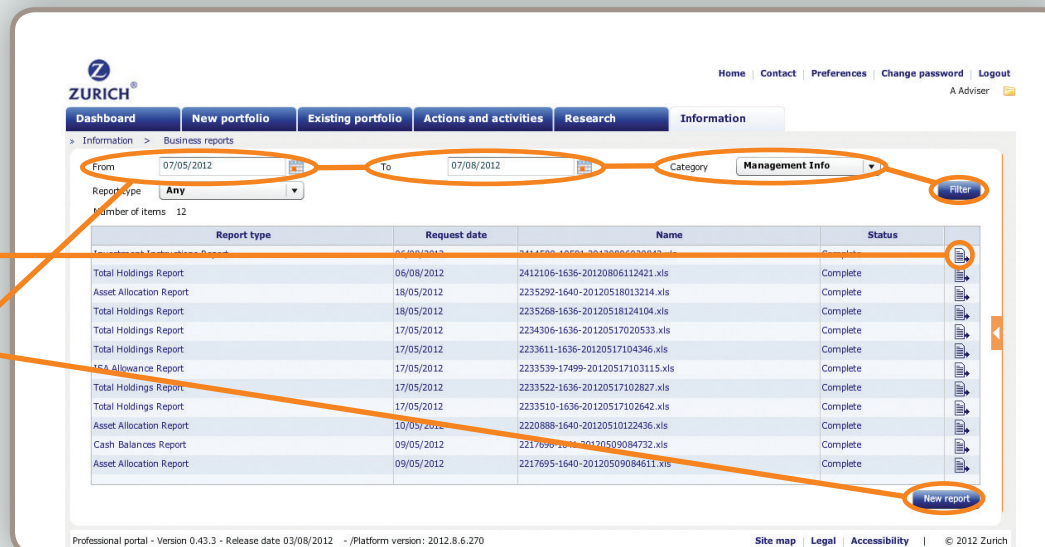 Z
ZURICH®
Home | Contact | Preferences | Change password | Logout
A Adviser
Dashboard New portfolio Existing portfolio Actions and activities Research Information
» Information > Business reports
From 07/05/2012 To 07/08/2012 Category Management Info
Report type Any Filter
Number of items 12
Report type Request date Name Status
Investment Instructions Report 06/08/2012 Complete
Total Holdings Report 06/08/2012 2412106-1636-20120806112421.xls Complete
Asset Allocation Report 18/05/2012 2235292-1640-20120518013214.xls Complete
Total Holdings Report 18/05/2012 2235268-1636-20120518124104.xls Complete
Total Holdings Report 17/05/2012 2234306-1636-20120517020533.xls Complete
Total Holdings Report 17/05/2012 2233611-1636-20120517104346.xls Complete
ISA Allowance Report 17/05/2012 2233539-17499-20120517103115.xls Complete
Total Holdings Report 17/05/2012 2233522-1636-20120517102827.xls Complete
Total Holdings Report 17/05/2012 2233510-1636-20120517102642.xls Complete
Asset Allocation Report 10/05/2012 2220888-1640-20120510122436.xls Complete
Cash Balances Report 09/05/2012 Complete
Asset Allocation Report 09/05/2012 2217695-1640-20120509084611.xls Complete
New report
Professional portal - Version 0.43.3 - Release date 03/08/2012 - /Platform version: 2012.8.6.270 Site map | Legal | Accessibility | © 2012 Zurich